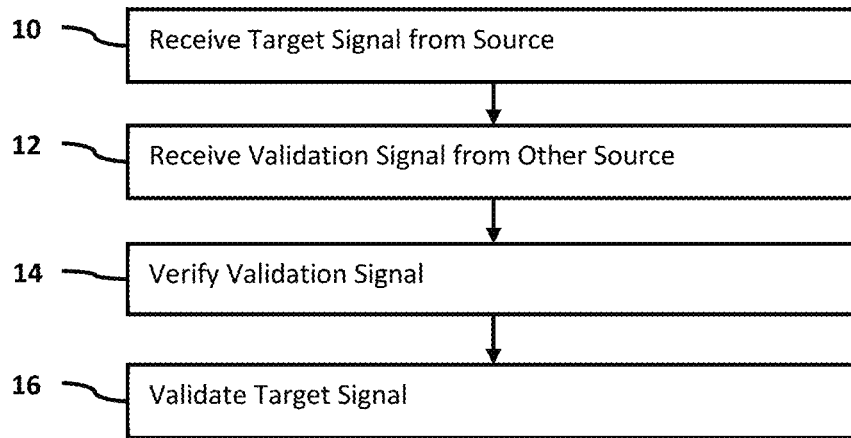 10 Receive Target Signal from Source
12 Receive Validation Signal from Other Source
14 Verify Validation Signal
16 Validate Target Signal